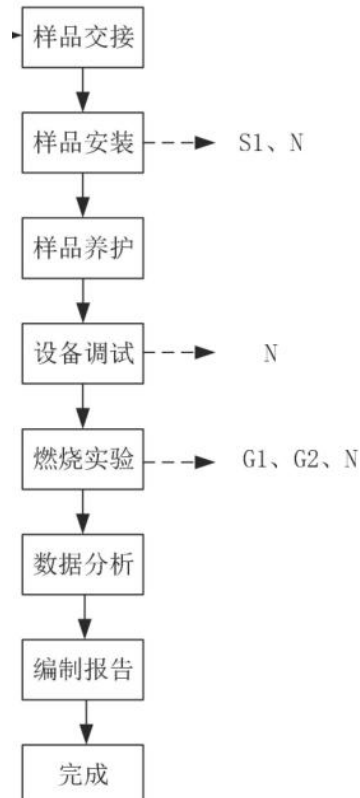 样品交接
样品安装 S1、N
样品养护
设备调试 N
燃烧实验 G1、G2、N
数据分析
编制报告
完成